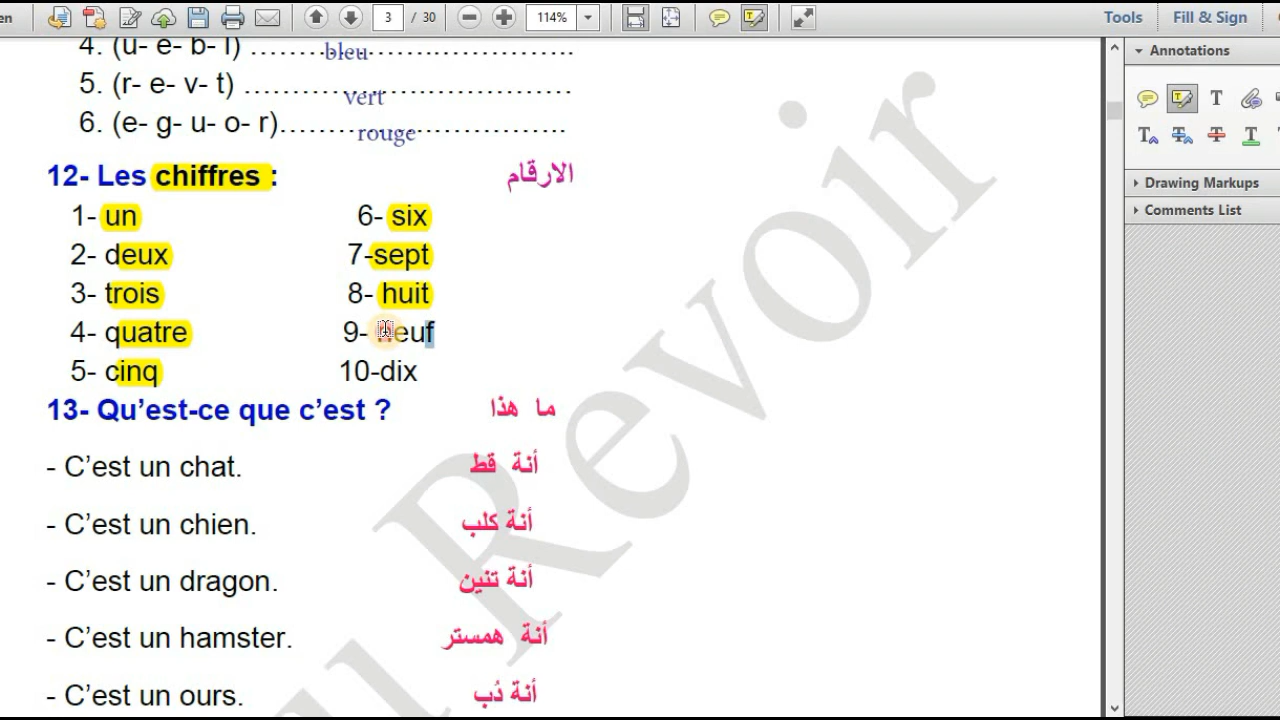 en
3 / 30
114%
Tools
Fill & Sign
4. (u- e- b- l) ................................
bleu
5. (r- e- v- t) ................................
vert
6. (e- g- u- o- r)............................
rouge
12- Les chiffres :
الارقام
1- un
6- six
2- deux
7-sept
3- trois
8- huit
4- quatre
9- neuf
5- cinq
10-dix
13- Qu'est-ce que c'est ?
ما هذا
- C'est un chat.
أنة قط
- C'est un chien.
أنة كلب
- C'est un dragon.
أنة تنين
- C'est un hamster.
أنة همستر
- C'est un ours.
أنة دُب
Revoir
Annotations
Drawing Markups
Comments List